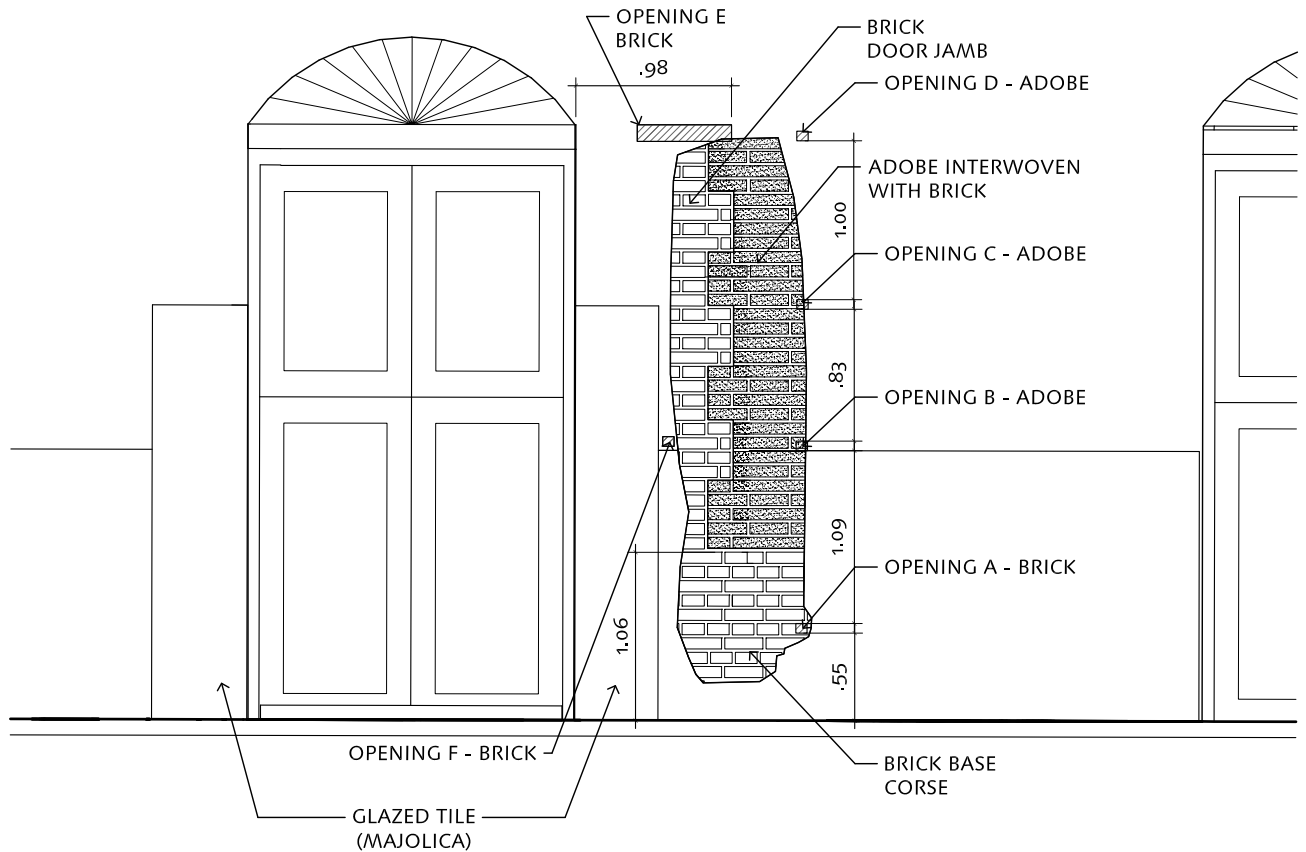 OPENING E
BRICK
.98
BRICK
DOOR JAMB
OPENING D - ADOBE
ADOBE INTERWOVEN
WITH BRICK
1.00
OPENING C - ADOBE
.83
OPENING B - ADOBE
1.09
OPENING A - BRICK
1.06
.55
OPENING F - BRICK
BRICK BASE
CORSE
GLAZED TILE
(MAJOLICA)